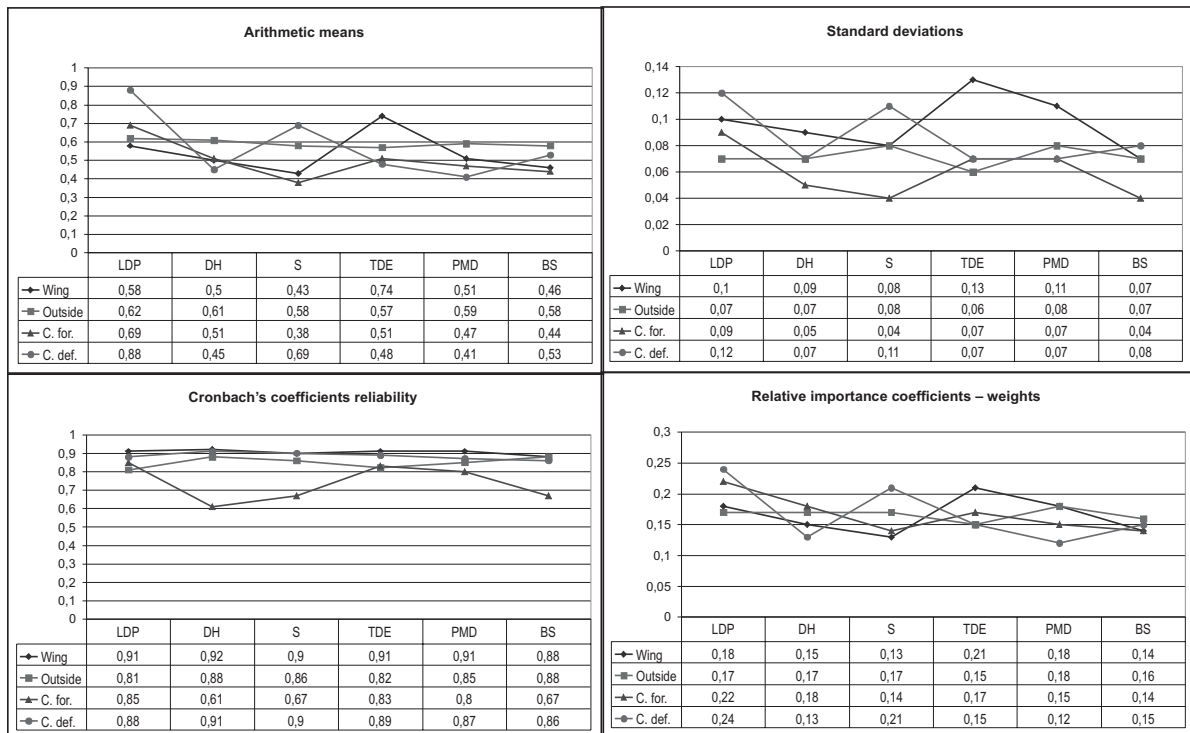 Arithmetic means
1
0,9
0,8
0,7
0,6
0,5
0,4
0,3
0,2
0,1
0
LDP DH S TDE PMD BS
Wing 0,58 0,5 0,43 0,74 0,51 0,46
Outside 0,62 0,61 0,58 0,57 0,59 0,58
C. for. 0,69 0,51 0,38 0,51 0,47 0,44
C. def. 0,88 0,45 0,69 0,48 0,41 0,53
Standard deviations
0,14
0,12
0,10
0,08
0,06
0,04
0,02
0
LDP DH S TDE PMD BS
Wing 0,1 0,09 0,08 0,13 0,11 0,07
Outside 0,07 0,07 0,08 0,06 0,08 0,07
C. for. 0,09 0,05 0,04 0,07 0,07 0,04
C. def. 0,12 0,07 0,11 0,07 0,07 0,08
Cronbach's coefficients reliability
1
0,9
0,8
0,7
0,6
0,5
0,4
0,3
0,2
0,1
0
LDP DH S TDE PMD BS
Wing 0,91 0,92 0,9 0,91 0,91 0,88
Outside 0,81 0,88 0,86 0,82 0,85 0,88
C. for. 0,85 0,61 0,67 0,83 0,8 0,67
C. def. 0,88 0,91 0,9 0,89 0,87 0,86
Relative importance coefficients – weights
0,3
0,25
0,2
0,15
0,1
0,05
0
LDP DH S TDE PMD BS
Wing 0,18 0,15 0,13 0,21 0,18 0,14
Outside 0,17 0,17 0,17 0,15 0,18 0,16
C. for. 0,22 0,18 0,14 0,17 0,15 0,14
C. def. 0,24 0,13 0,21 0,15 0,12 0,15